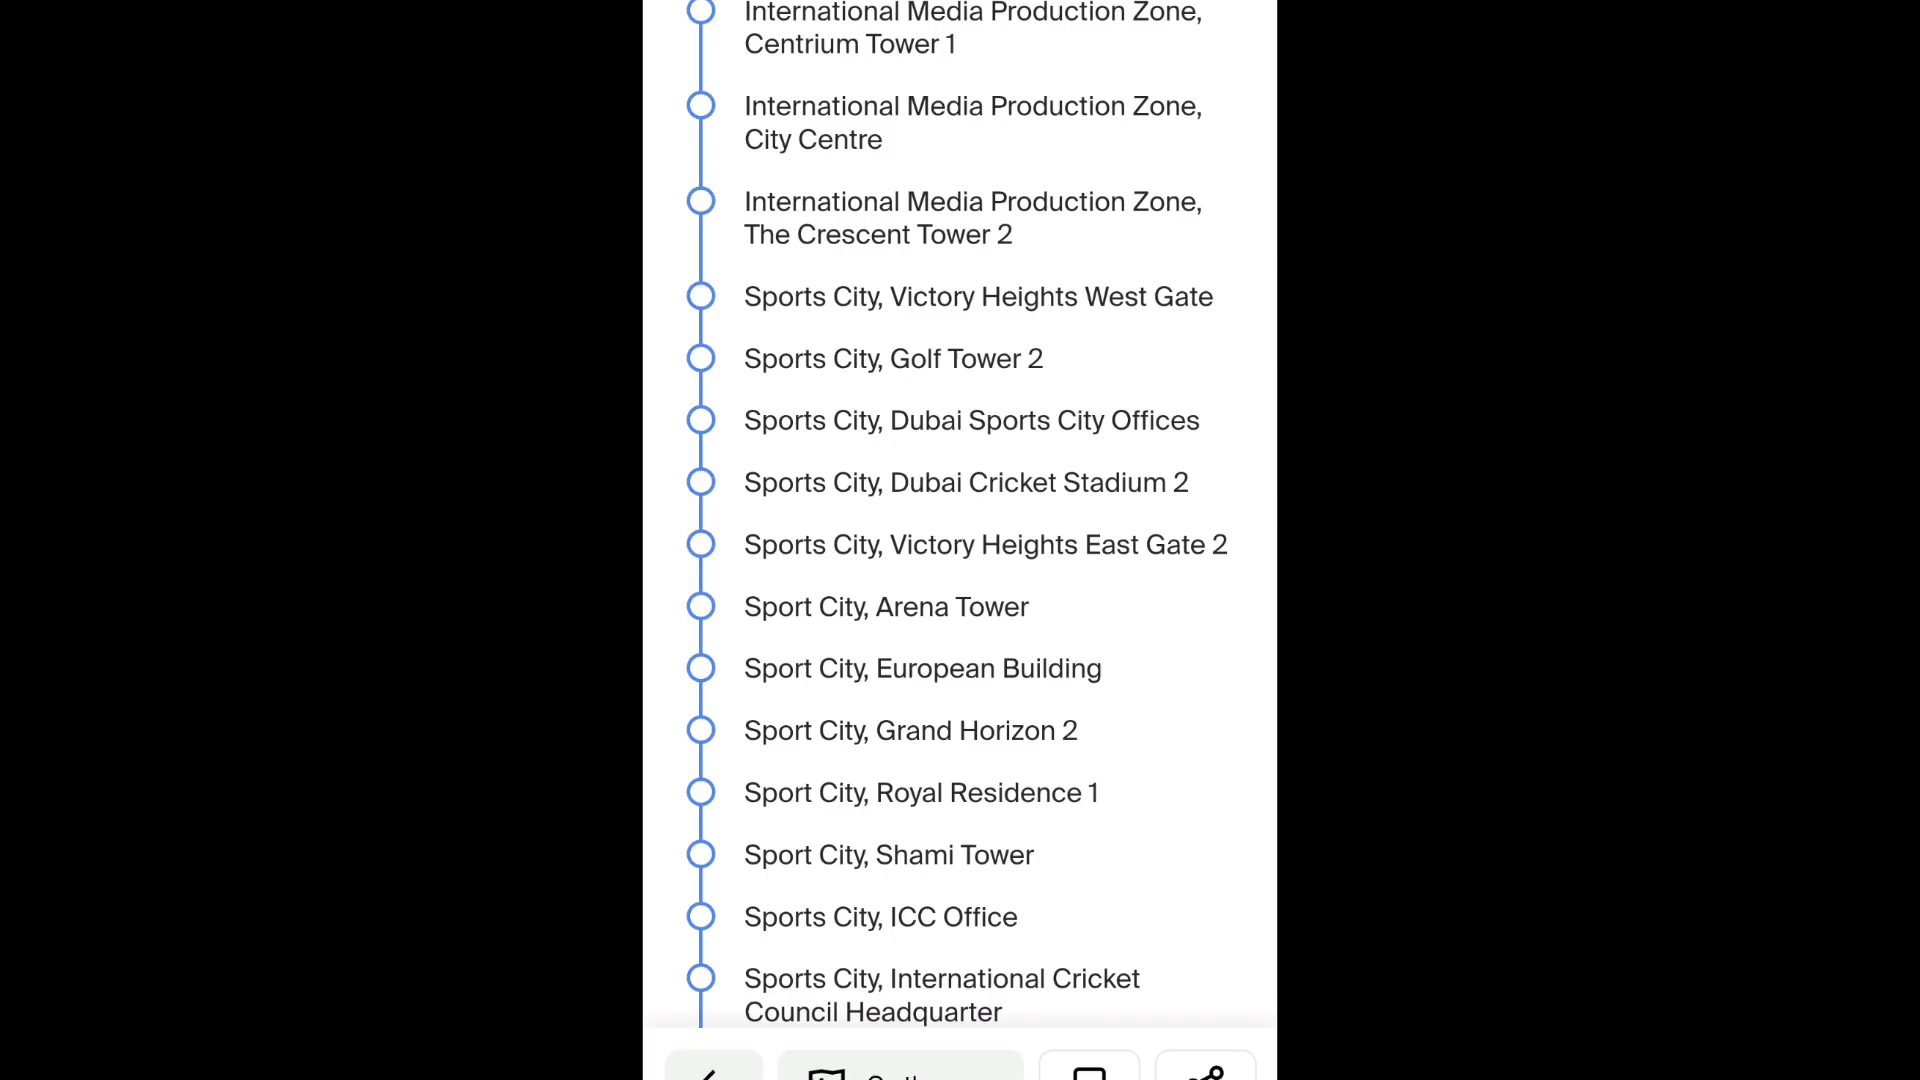 International Media Production Zone,
Centrium Tower 1
International Media Production Zone,
City Centre
International Media Production Zone,
The Crescent Tower 2
Sports City, Victory Heights West Gate
Sports City, Golf Tower 2
Sports City, Dubai Sports City Offices
Sports City, Dubai Cricket Stadium 2
Sports City, Victory Heights East Gate 2
Sport City, Arena Tower
Sport City, European Building
Sport City, Grand Horizon 2
Sport City, Royal Residence 1
Sport City, Shami Tower
Sports City, ICC Office
Sports City, International Cricket
Council Headquarter